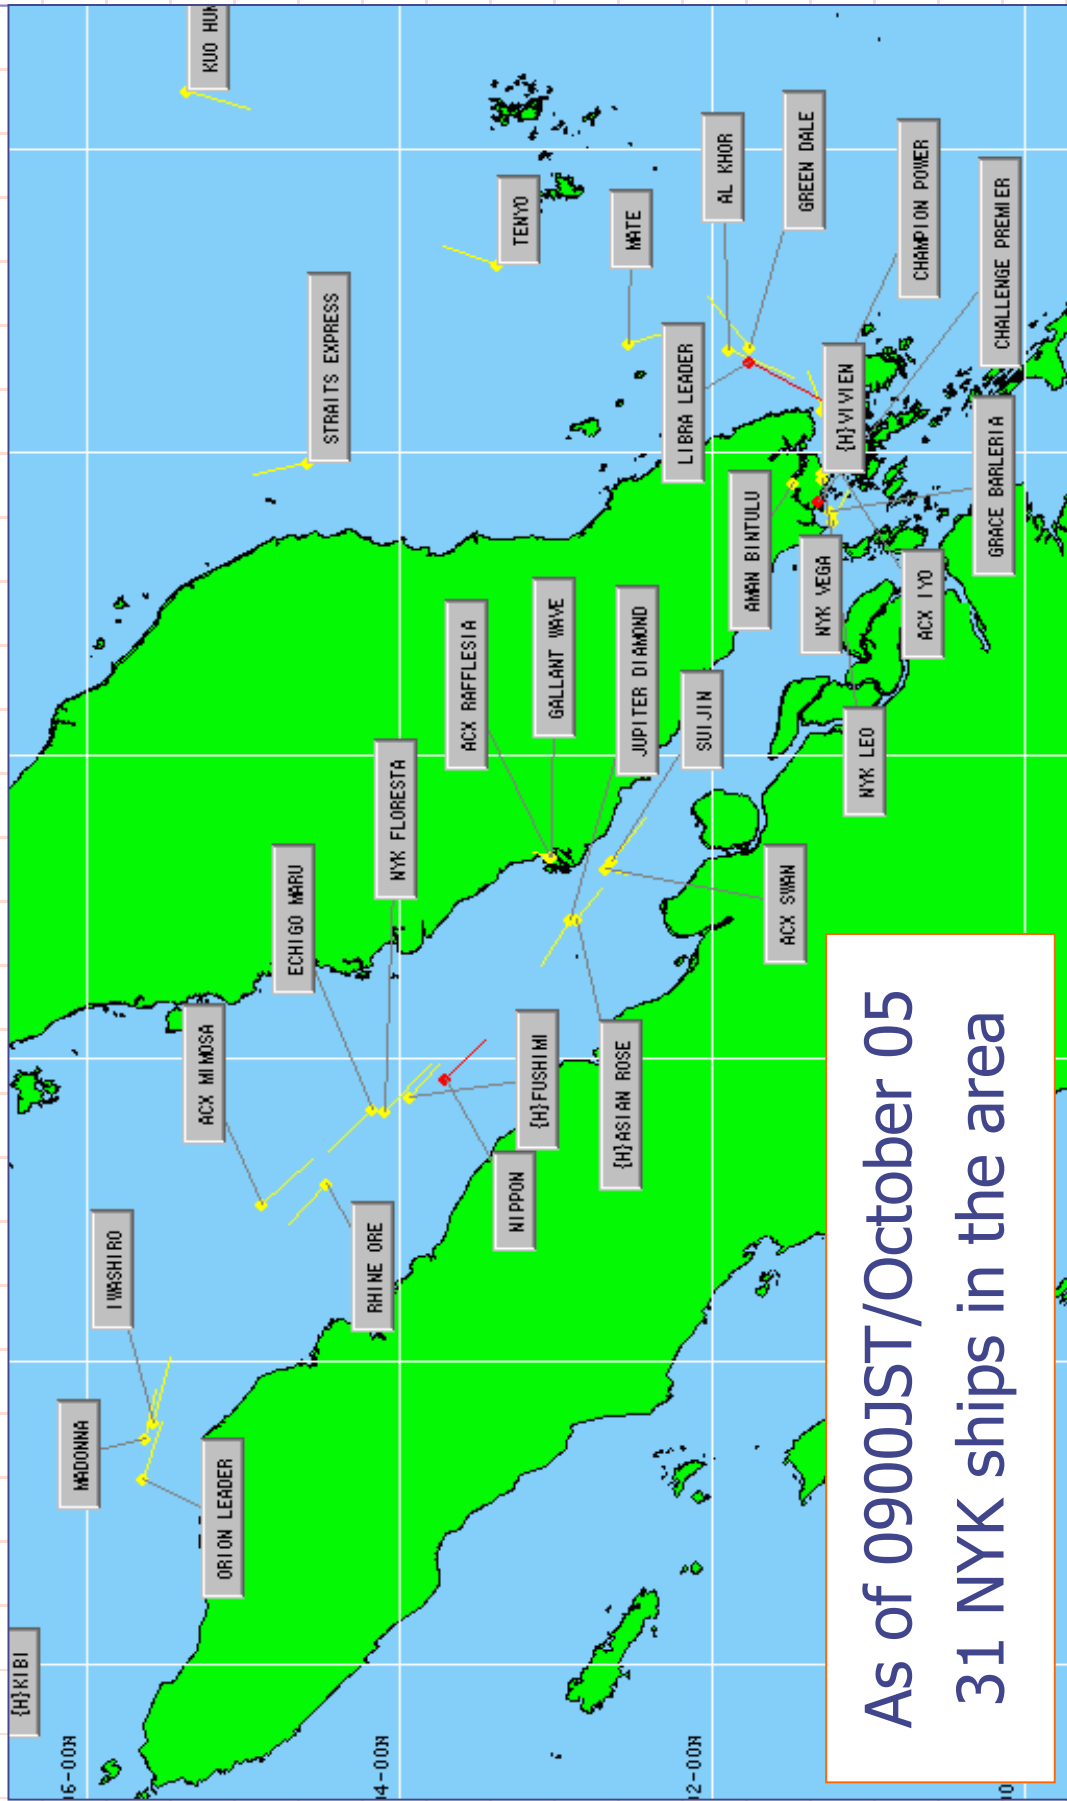 {H}KIBI
MADONNA
IWASHIRO
ORION LEADER
ACX MIMOSA
RHINE ORE
ECHIGO MARU
NYK FLORESTA
NIPPON
{H}FUSHIMI
{H}ASIAN ROSE
ACX RAFFLESIA
GALLANT WAVE
JUPITER DIAMOND
SUIJIN
ACX SWAN
STRAITS EXPRESS
KUO HUN
TENYO
MATE
AL KHOR
GREEN DALE
LIBRA LEADER
CHAMPION POWER
CHALLENGE PREMIER
{H}VIVIEN
AMAN BINTULU
NYK VEGA
ACX IYO
GRACE BARLERIA
NYK LEO
06-00N
04-00N
02-00N
As of 0900JST/October 05
31 NYK ships in the area